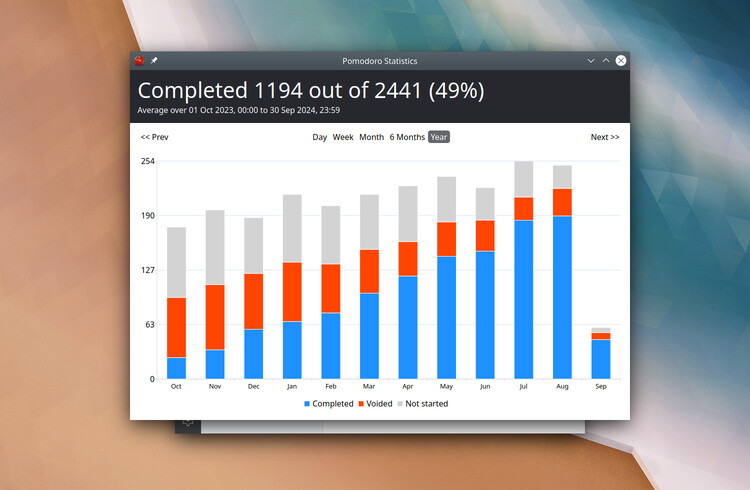 Pomodoro Statistics
Completed 1194 out of 2441 (49%)
Average over 01 Oct 2023, 00:00 to 30 Sep 2024, 23:59
<< Prev Day Week Month 6 Months Year Next >>
254
190
127
63
0
Oct Nov Dec Jan Feb Mar Apr May Jun Jul Aug Sep
Completed Voided Not started